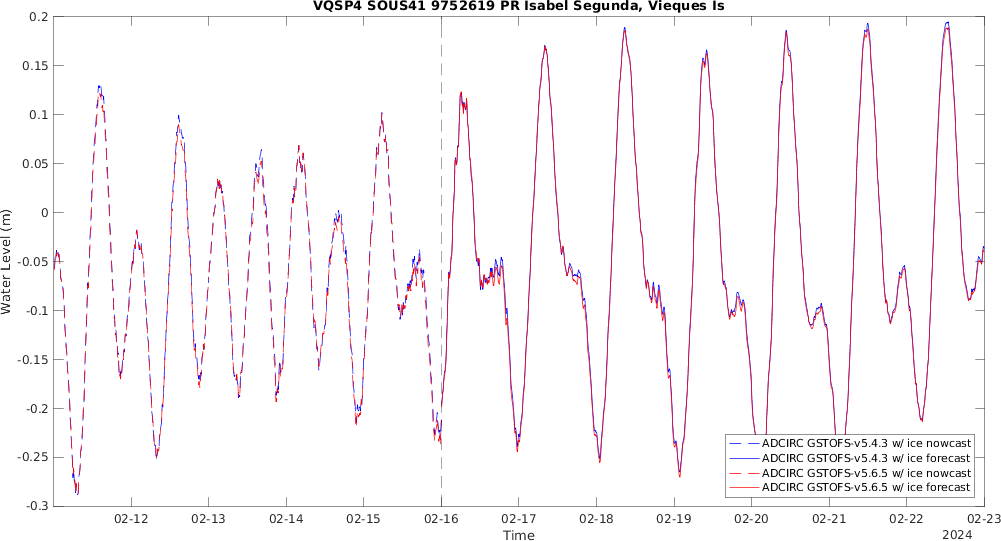 VQSP4 SOUS41 9752619 PR Isabel Segunda, Vieques Is
0.2
0.15
0.1
0.05
0
-0.05
-0.1
-0.15
-0.2
-0.25
-0.3
Water Level (m)
ADCIRC GSTOFS-v5.4.3 w/ ice nowcast
ADCIRC GSTOFS-v5.4.3 w/ ice forecast
ADCIRC GSTOFS-v5.6.5 w/ ice nowcast
ADCIRC GSTOFS-v5.6.5 w/ ice forecast
02-12 02-13 02-14 02-15 02-16 02-17 02-18 02-19 02-20 02-21 02-22 02-23
Time
2024